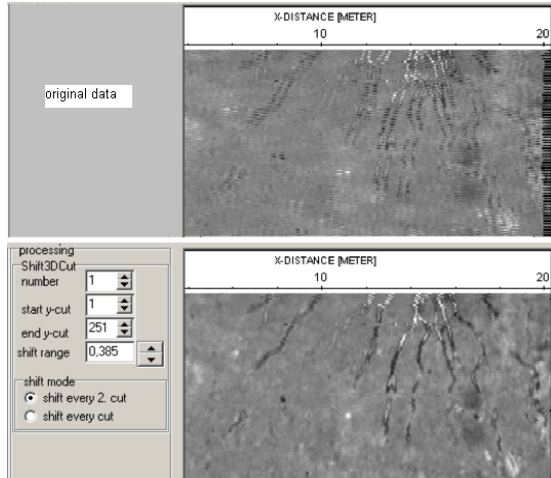 X-DISTANCE [METER]
10
20
original data
processing
Shift3DCut
number
1
start y-cut
1
end y-cut
251
shift range
0,385
shift mode
shift every 2. cut
shift every cut
X-DISTANCE [METER]
10
20